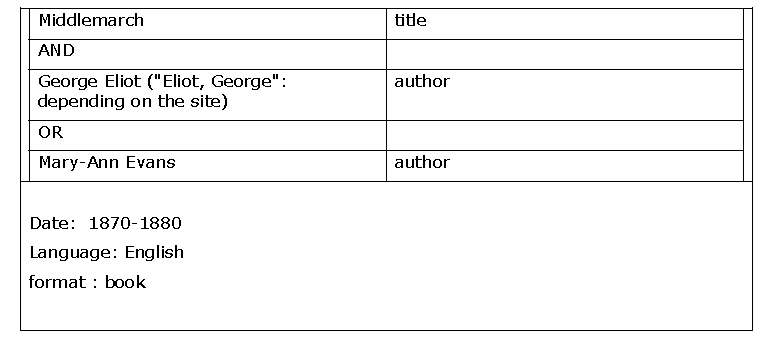 Middlemarch title
AND
George Eliot ("Eliot, George": author
depending on the site)
OR
Mary-Ann Evans author
Date: 1870-1880
Language: English
format : book